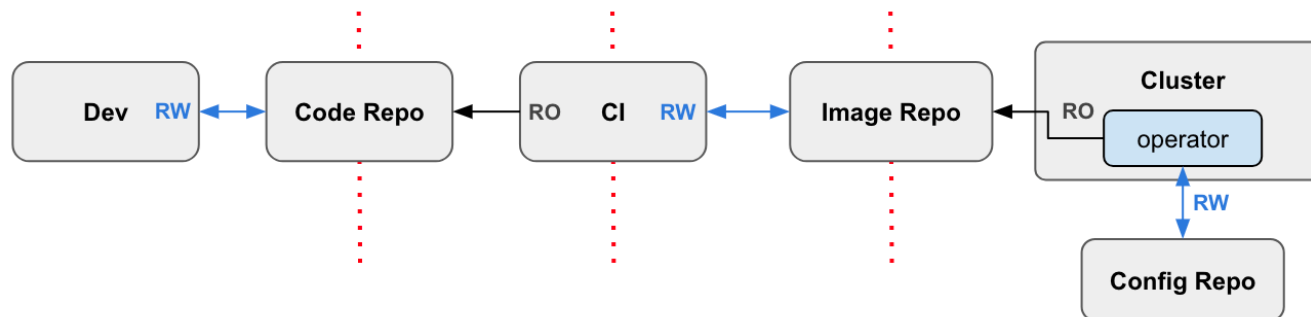 Dev
RW
Code Repo
RO
CI
RW
Image Repo
Cluster
RO
operator
RW
Config Repo